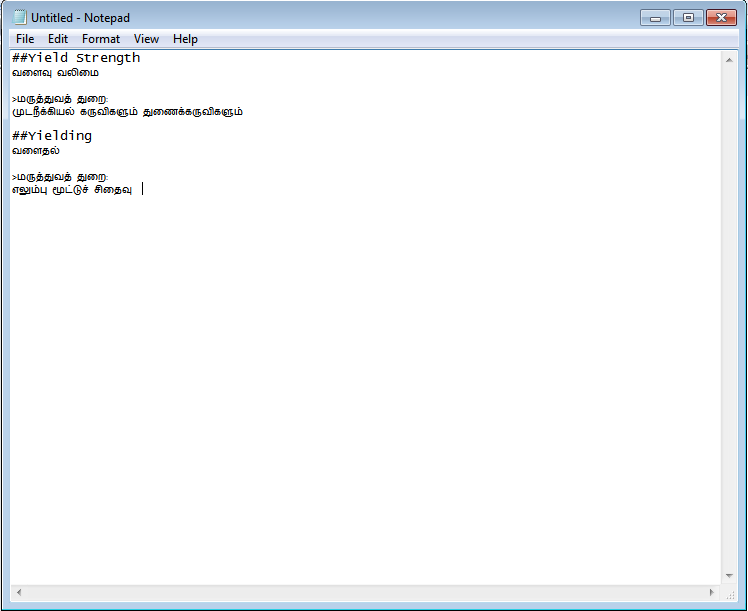 Untitled - Notepad
File Edit Format View Help
##Yield Strength
வளைவு வலிமை
>மருத்துவத் துறை:
முடநீக்கியல் கருவிகளும் துணைக்கருவிகளும்
##Yielding
வளைதல்
>மருத்துவத் துறை:
எலும்பு மூட்டுச் சிதைவு